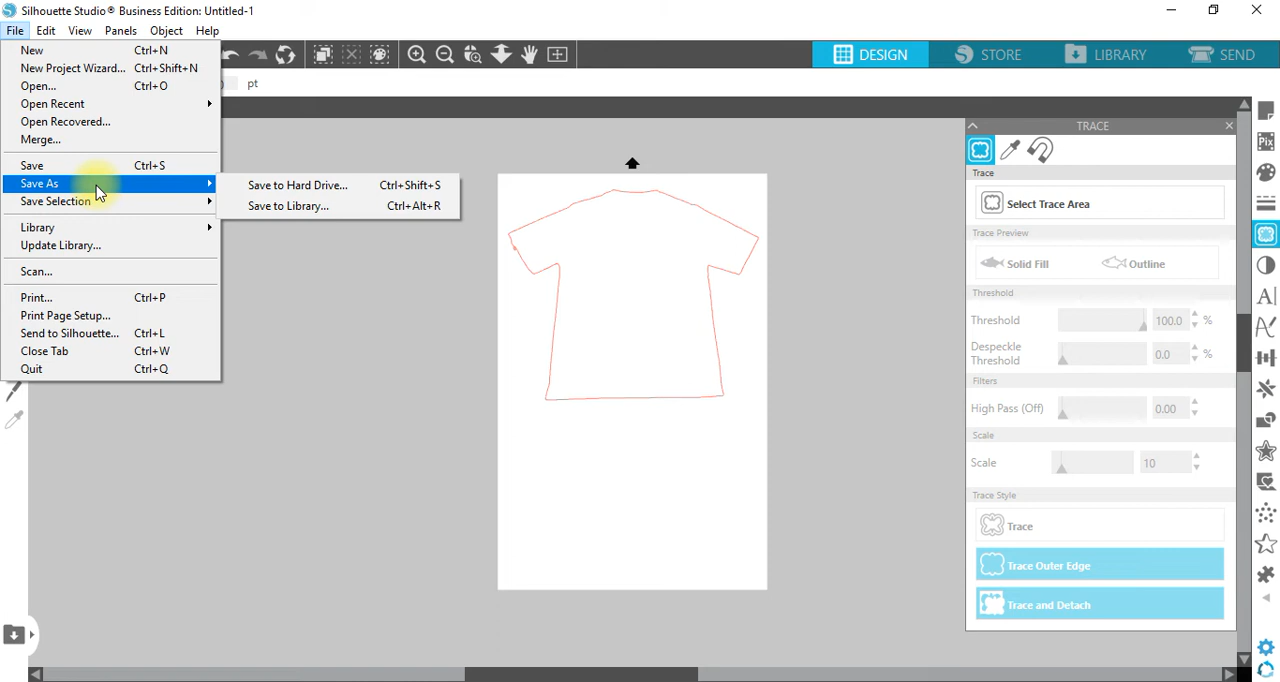 Silhouette Studio® Business Edition: Untitled-1
File Edit View Panels Object Help
New Ctrl+N
New Project Wizard... Ctrl+Shift+N
Open... Ctrl+O
Open Recent
Open Recovered...
Merge...
Save Ctrl+S
Save As
Save Selection
Library
Update Library...
Scan...
Print... Ctrl+P
Print Page Setup...
Send to Silhouette... Ctrl+L
Close Tab Ctrl+W
Quit Ctrl+Q
Save to Hard Drive... Ctrl+Shift+S
Save to Library... Ctrl+Alt+R
DESIGN STORE LIBRARY SEND
pt
TRACE
Trace
Select Trace Area
Trace Preview
Solid Fill Outline
Threshold
Threshold 100.0 %
Despeckle
Threshold 0.0 %
Filters
High Pass (Off) 0.00
Scale
Scale 10
Trace Style
Trace
Trace Outer Edge
Trace and Detach
Pix
A